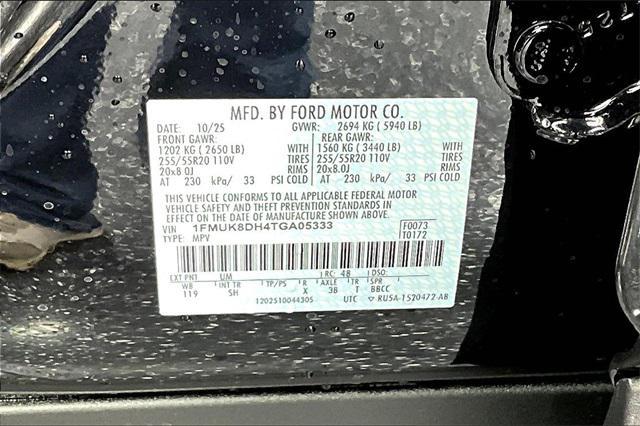 MFD. BY FORD MOTOR CO.
DATE: 10/25 GVWR: 2694 KG ( 5940 LB)
FRONT GAWR: REAR GAWR:
1202 KG ( 2650 LB) 1560 KG ( 3440 LB)
255/55R20 110V TIRES 255/55R20 110V TIRES
20x8.0J RIMS 20x8.0J RIMS
AT 230 kPa/ 33 PSI COLD AT 230 kPa/ 33 PSI COLD
THIS VEHICLE CONFORMS TO ALL APPLICABLE FEDERAL MOTOR
VEHICLE SAFETY AND THEFT PREVENTION STANDARDS IN EFFECT
ON THE DATE OF MANUFACTURE SHOWN ABOVE.
VIN 1FMUK8DH4TGA05333 F0073
TYPE: MPV T0172
EXT PNT UM RC: 48 DSO:
WB INT TR TP/PS R AXLE TR SPR
119 SH X 3B T BBCC
1202510044305 UTC RU5A-1520472-AB